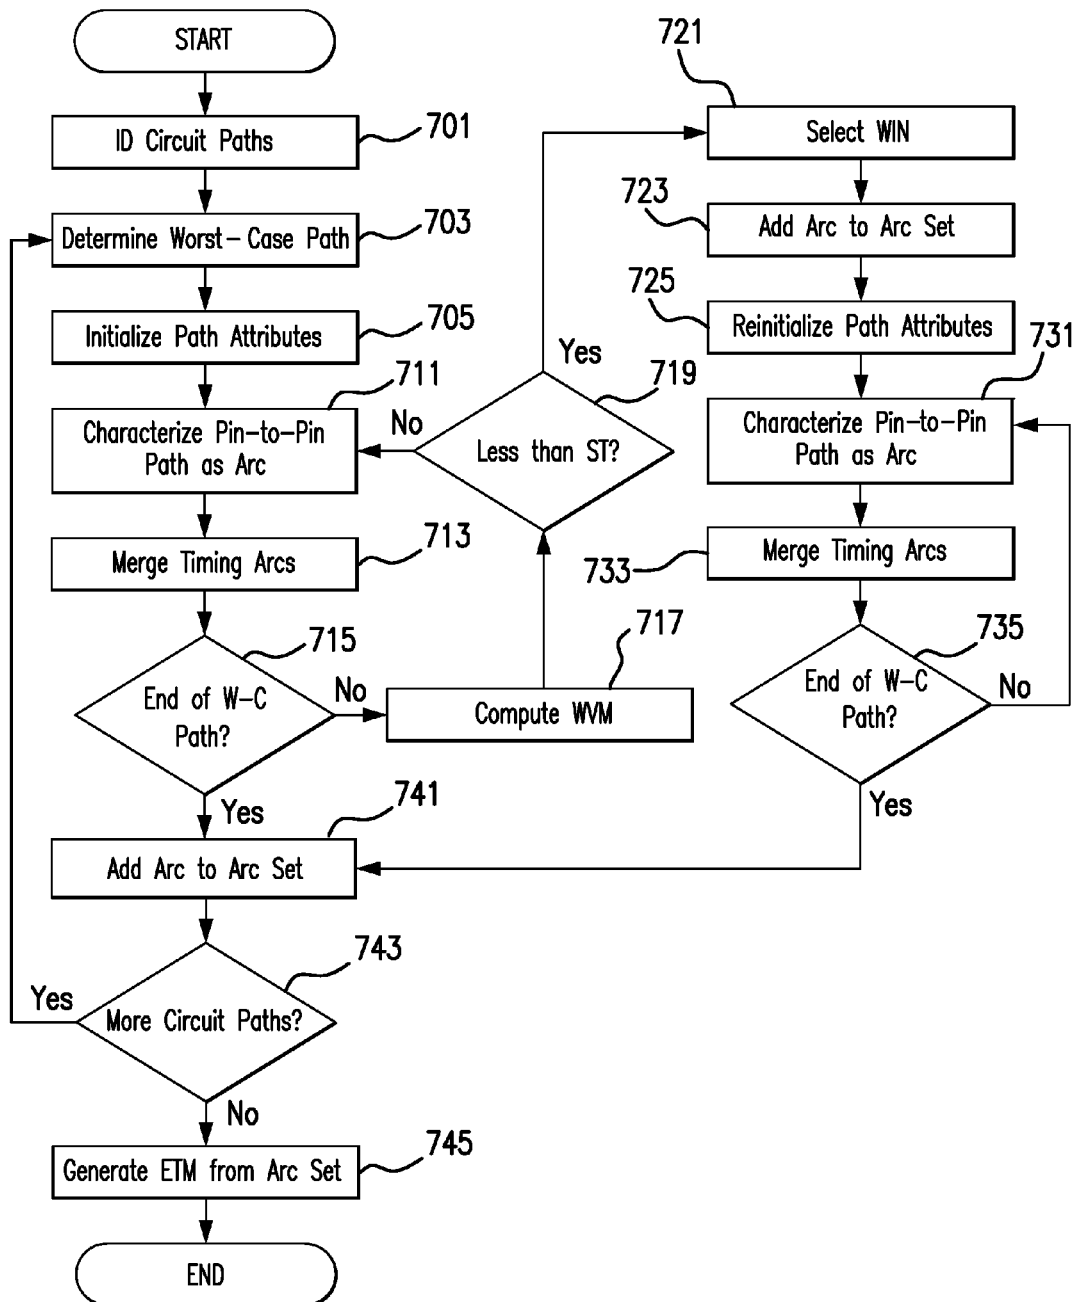 START
ID Circuit Paths
701
Determine Worst-Case Path
703
Initialize Path Attributes
705
711
Characterize Pin-to-Pin
Path as Arc
Merge Timing Arcs
713
715
End of W-C
Path?
No
Yes
717
Compute WVM
719
Less than ST?
No
Yes
721
Select WIN
723
Add Arc to Arc Set
725
Reinitialize Path Attributes
731
Characterize Pin-to-Pin
Path as Arc
733
Merge Timing Arcs
735
End of W-C
Path?
No
Yes
741
Add Arc to Arc Set
743
More Circuit Paths?
Yes
No
Generate ETM from Arc Set
745
END